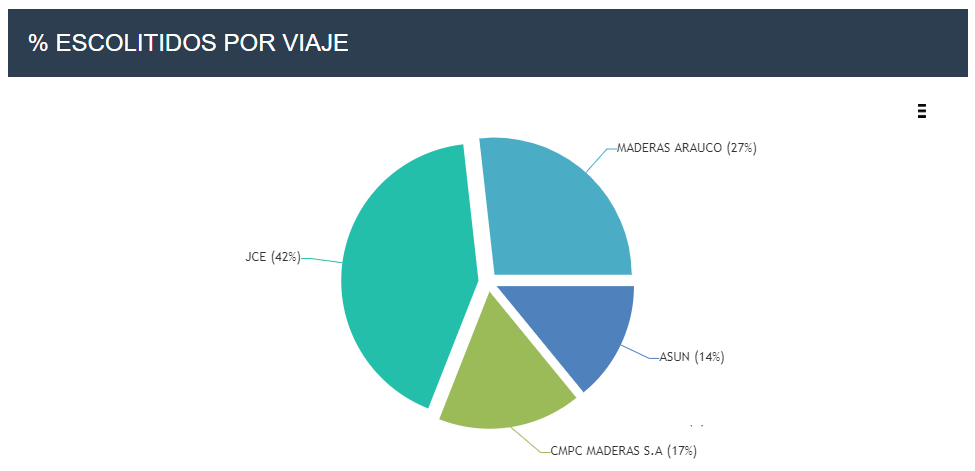 % ESCOLITIDOS POR VIAJE
MADERAS ARAUCO (27%)
JCE (42%)
ASUN (14%)
CMPC MADERAS S.A (17%)